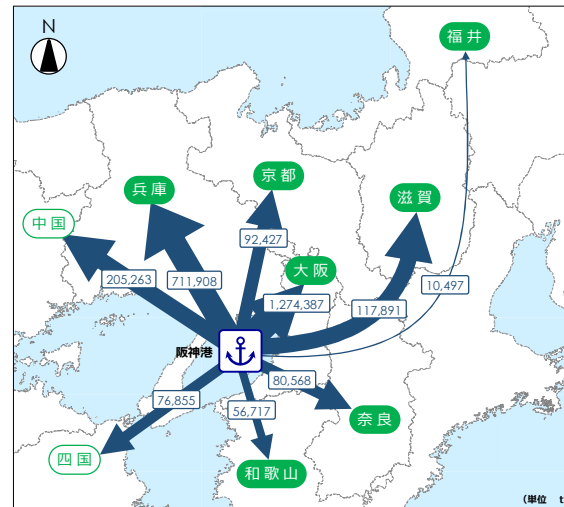 N
福井
京都
兵庫
滋賀
中国
92,427
大阪
205,263
711,908
10,497
1,274,387
117,891
阪神港
80,568
76,855
56,717
奈良
四国
和歌山
(単位 t